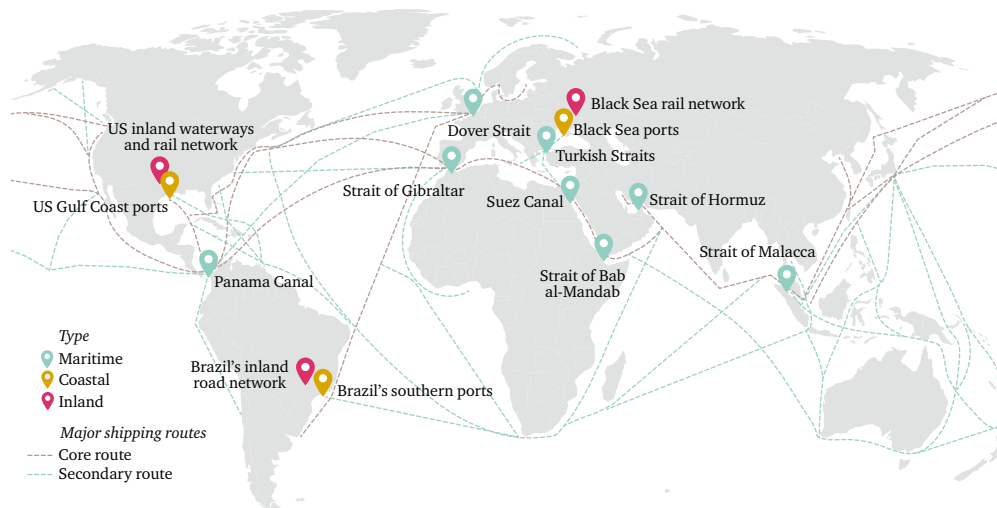 US inland waterways
and rail network
US Gulf Coast ports
Panama Canal
Brazil’s inland
road network
Brazil’s southern ports
Dover Strait
Strait of Gibraltar
Black Sea rail network
Black Sea ports
Turkish Straits
Suez Canal
Strait of Hormuz
Strait of Bab
al-Mandab
Strait of Malacca
Type
Maritime
Coastal
Inland
Major shipping routes
Core route
Secondary route